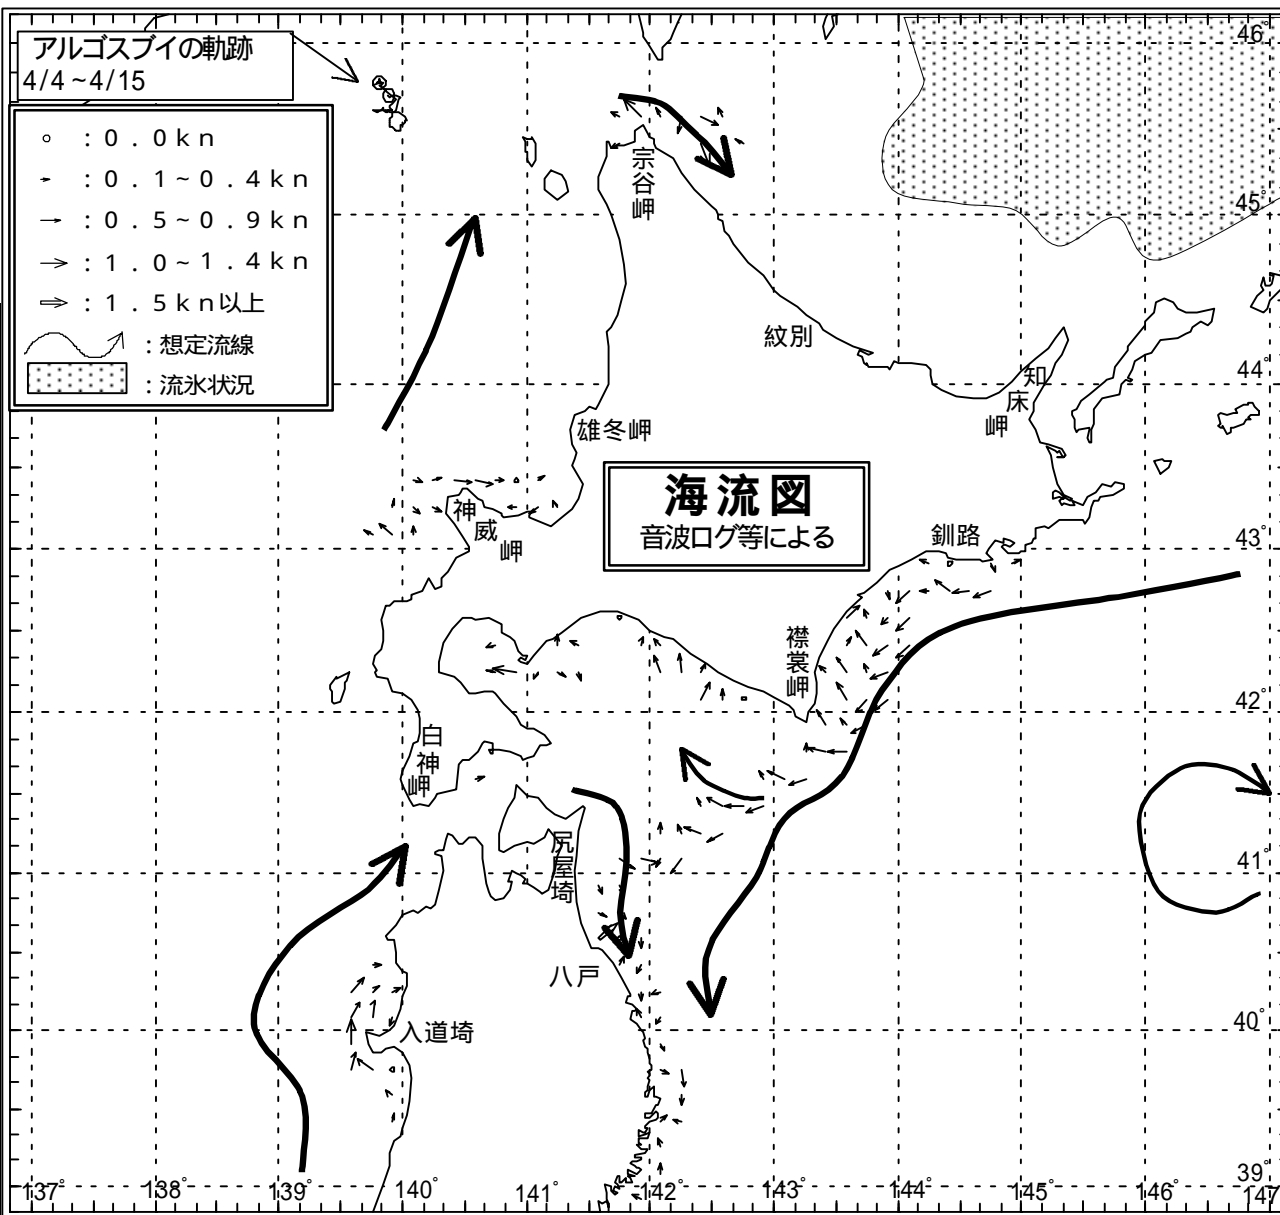 アルゴスブイの軌跡
4/4~4/15
：０．０ｋｎ
：０．１～０．４ｋｎ
：０．５～０．９ｋｎ
：１．０～１．４ｋｎ
：１．５ｋｎ以上
：想定流線
：流氷状況
海流図
音波ログ等による
宗谷岬
紋別
知床岬
雄冬岬
神威岬
釧路
襟裳岬
白神岬
尻屋埼
八戸
入道埼
46°
45°
44°
43°
42°
41°
40°
39°
137°
138°
139°
140°
141°
142°
143°
144°
145°
146°
147